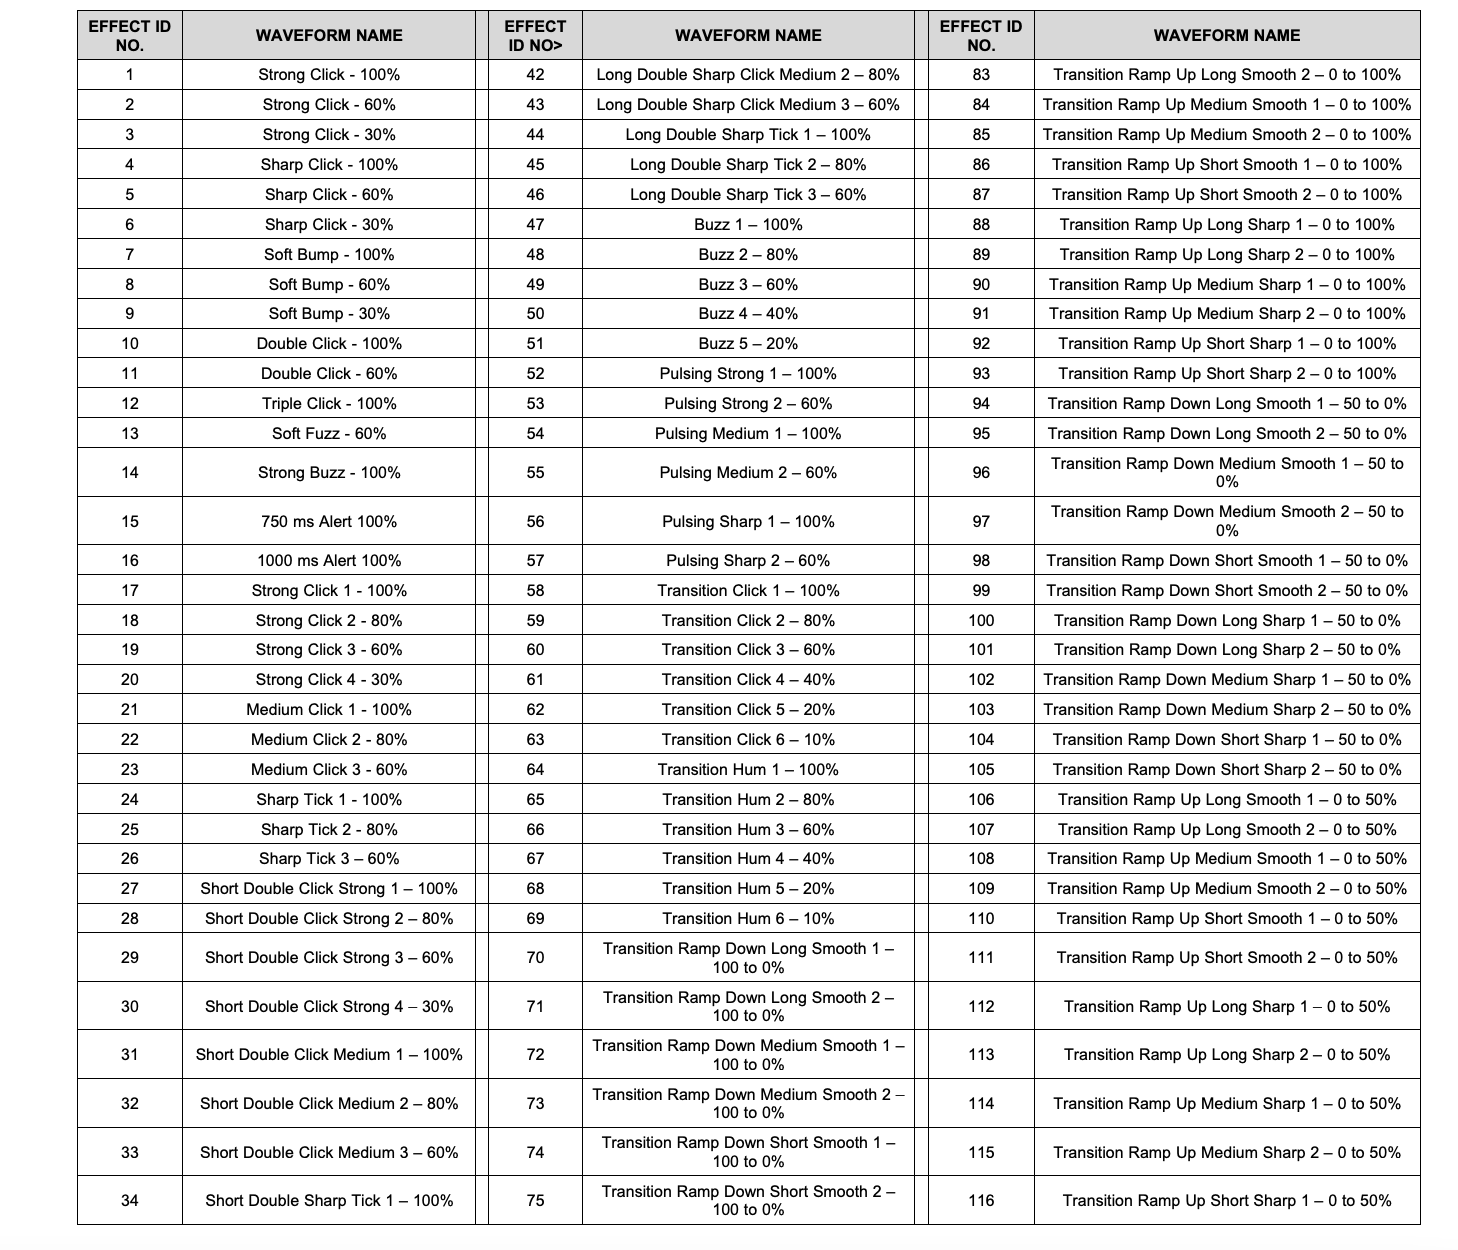 EFFECT ID NO. WAVEFORM NAME EFFECT ID NO> WAVEFORM NAME EFFECT ID NO. WAVEFORM NAME
1 Strong Click - 100% 42 Long Double Sharp Click Medium 2 – 80% 83 Transition Ramp Up Long Smooth 2 – 0 to 100%
2 Strong Click - 60% 43 Long Double Sharp Click Medium 3 – 60% 84 Transition Ramp Up Medium Smooth 1 – 0 to 100%
3 Strong Click - 30% 44 Long Double Sharp Tick 1 – 100% 85 Transition Ramp Up Medium Smooth 2 – 0 to 100%
4 Sharp Click - 100% 45 Long Double Sharp Tick 2 – 80% 86 Transition Ramp Up Short Smooth 1 – 0 to 100%
5 Sharp Click - 60% 46 Long Double Sharp Tick 3 – 60% 87 Transition Ramp Up Short Smooth 2 – 0 to 100%
6 Sharp Click - 30% 47 Buzz 1 – 100% 88 Transition Ramp Up Long Sharp 1 – 0 to 100%
7 Soft Bump - 100% 48 Buzz 2 – 80% 89 Transition Ramp Up Long Sharp 2 – 0 to 100%
8 Soft Bump - 60% 49 Buzz 3 – 60% 90 Transition Ramp Up Medium Sharp 1 – 0 to 100%
9 Soft Bump - 30% 50 Buzz 4 – 40% 91 Transition Ramp Up Medium Sharp 2 – 0 to 100%
10 Double Click - 100% 51 Buzz 5 – 20% 92 Transition Ramp Up Short Sharp 1 – 0 to 100%
11 Double Click - 60% 52 Pulsing Strong 1 – 100% 93 Transition Ramp Up Short Sharp 2 – 0 to 100%
12 Triple Click - 100% 53 Pulsing Strong 2 – 60% 94 Transition Ramp Down Long Smooth 1 – 50 to 0%
13 Soft Fuzz - 60% 54 Pulsing Medium 1 – 100% 95 Transition Ramp Down Long Smooth 2 – 50 to 0%
14 Strong Buzz - 100% 55 Pulsing Medium 2 – 60% 96 Transition Ramp Down Medium Smooth 1 – 50 to 0%
15 750 ms Alert 100% 56 Pulsing Sharp 1 – 100% 97 Transition Ramp Down Medium Smooth 2 – 50 to 0%
16 1000 ms Alert 100% 57 Pulsing Sharp 2 – 60% 98 Transition Ramp Down Short Smooth 1 – 50 to 0%
17 Strong Click 1 - 100% 58 Transition Click 1 – 100% 99 Transition Ramp Down Short Smooth 2 – 50 to 0%
18 Strong Click 2 - 80% 59 Transition Click 2 – 80% 100 Transition Ramp Down Long Sharp 1 – 50 to 0%
19 Strong Click 3 - 60% 60 Transition Click 3 – 60% 101 Transition Ramp Down Long Sharp 2 – 50 to 0%
20 Strong Click 4 - 30% 61 Transition Click 4 – 40% 102 Transition Ramp Down Medium Sharp 1 – 50 to 0%
21 Medium Click 1 - 100% 62 Transition Click 5 – 20% 103 Transition Ramp Down Medium Sharp 2 – 50 to 0%
22 Medium Click 2 - 80% 63 Transition Click 6 – 10% 104 Transition Ramp Down Short Sharp 1 – 50 to 0%
23 Medium Click 3 - 60% 64 Transition Hum 1 – 100% 105 Transition Ramp Down Short Sharp 2 – 50 to 0%
24 Sharp Tick 1 - 100% 65 Transition Hum 2 – 80% 106 Transition Ramp Up Long Smooth 1 – 0 to 50%
25 Sharp Tick 2 - 80% 66 Transition Hum 3 – 60% 107 Transition Ramp Up Long Smooth 2 – 0 to 50%
26 Sharp Tick 3 – 60% 67 Transition Hum 4 – 40% 108 Transition Ramp Up Medium Smooth 1 – 0 to 50%
27 Short Double Click Strong 1 – 100% 68 Transition Hum 5 – 20% 109 Transition Ramp Up Medium Smooth 2 – 0 to 50%
28 Short Double Click Strong 2 – 80% 69 Transition Hum 6 – 10% 110 Transition Ramp Up Short Smooth 1 – 0 to 50%
29 Short Double Click Strong 3 – 60% 70 Transition Ramp Down Long Smooth 1 – 100 to 0% 111 Transition Ramp Up Short Smooth 2 – 0 to 50%
30 Short Double Click Strong 4 – 30% 71 Transition Ramp Down Long Smooth 2 – 100 to 0% 112 Transition Ramp Up Long Sharp 1 – 0 to 50%
31 Short Double Click Medium 1 – 100% 72 Transition Ramp Down Medium Smooth 1 – 100 to 0% 113 Transition Ramp Up Long Sharp 2 – 0 to 50%
32 Short Double Click Medium 2 – 80% 73 Transition Ramp Down Medium Smooth 2 – 100 to 0% 114 Transition Ramp Up Medium Sharp 1 – 0 to 50%
33 Short Double Click Medium 3 – 60% 74 Transition Ramp Down Short Smooth 1 – 100 to 0% 115 Transition Ramp Up Medium Sharp 2 – 0 to 50%
34 Short Double Sharp Tick 1 – 100% 75 Transition Ramp Down Short Smooth 2 – 100 to 0% 116 Transition Ramp Up Short Sharp 1 – 0 to 50%